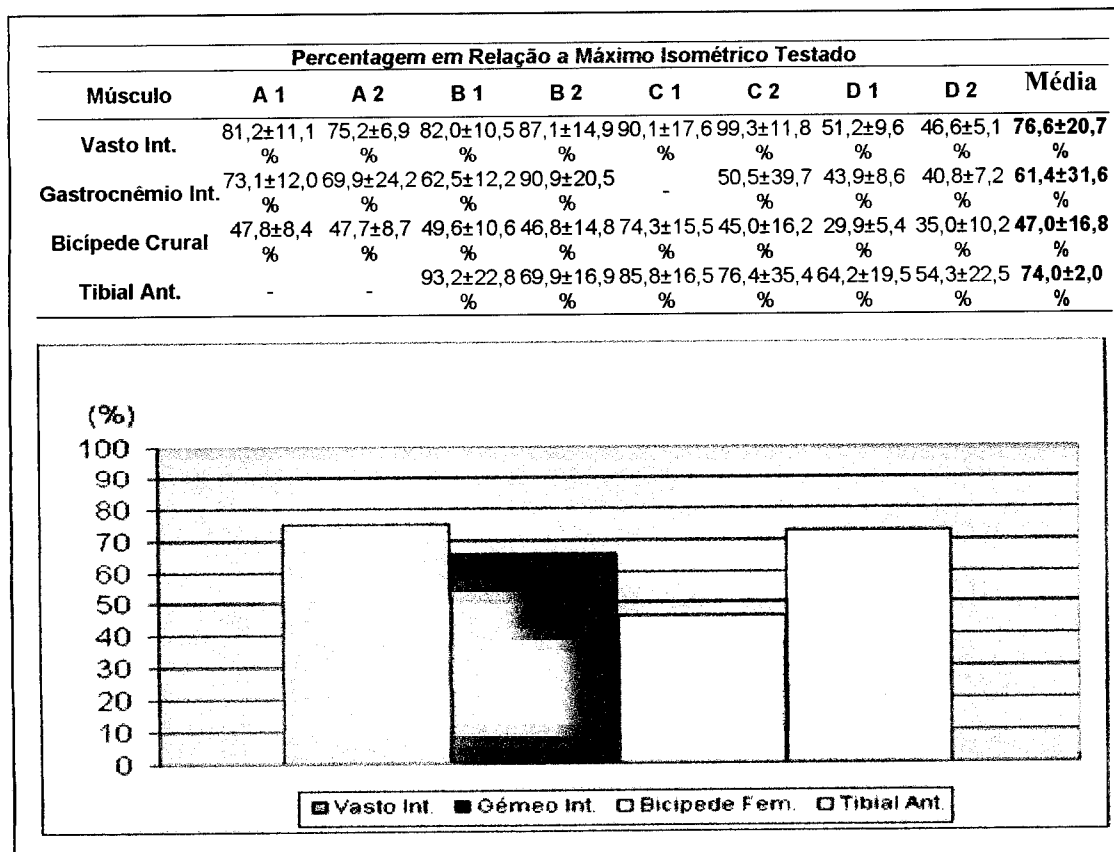 Percentagem em Relação a Máximo Isométrico Testado
Músculo A 1 A 2 B 1 B 2 C 1 C 2 D 1 D 2 Média
Vasto Int. 81,2±11,1 % 75,2±6,9 % 82,0±10,5 % 87,1±14,9 % 90,1±17,6 % 99,3±11,8 % 51,2±9,6 % 46,6±5,1 % 76,6±20,7 %
Gastrocnêmio Int. 73,1±12,0 % 69,9±24,2 % 62,5±12,2 % 90,9±20,5 % - 50,5±39,7 % 43,9±8,6 % 40,8±7,2 % 61,4±31,6 %
Bicípede Crural 47,8±8,4 % 47,7±8,7 % 49,6±10,6 % 46,8±14,8 % 74,3±15,5 % 45,0±16,2 % 29,9±5,4 % 35,0±10,2 % 47,0±16,8 %
Tibial Ant. - - 93,2±22,8 % 69,9±16,9 % 85,8±16,5 % 76,4±35,4 % 64,2±19,5 % 54,3±22,5 % 74,0±2,0 %
(%)
100
90
80
70
60
50
40
30
20
10
0
Vasto Int. Gémeo Int. Bicipede Fem. Tibial Ant.